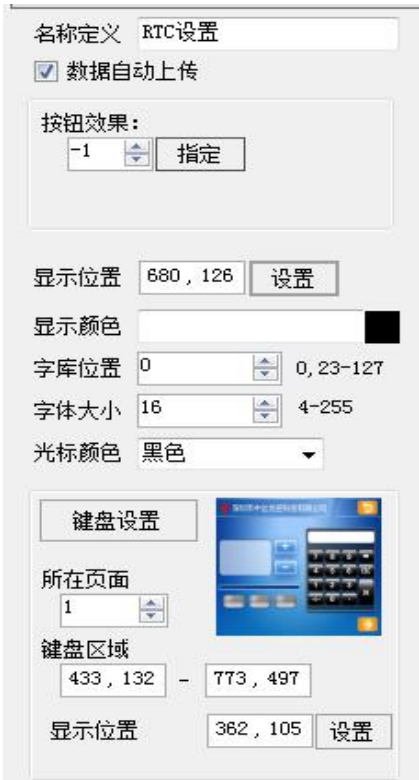 名称定义 RTC设置
数据自动上传
按钮效果:
-1 指定
显示位置 680，126 设置
显示颜色
字库位置 0 0,23-127
字体大小 16 4-255
光标颜色 黑色
键盘设置
所在页面
1
键盘区域
433，132 - 773，497
显示位置 362，105 设置